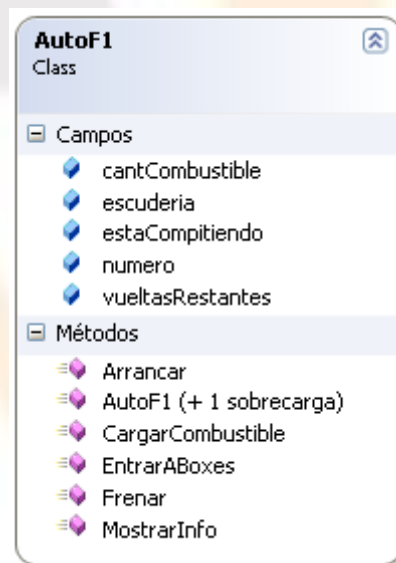 AutoF1
Class
Campos
cantCombustible
escuderia
estaCompitiendo
numero
vueltasRestantes
Métodos
Arrancar
AutoF1 (+ 1 sobrecarga)
CargarCombustible
EntrarABoxes
Frenar
MostrarInfo